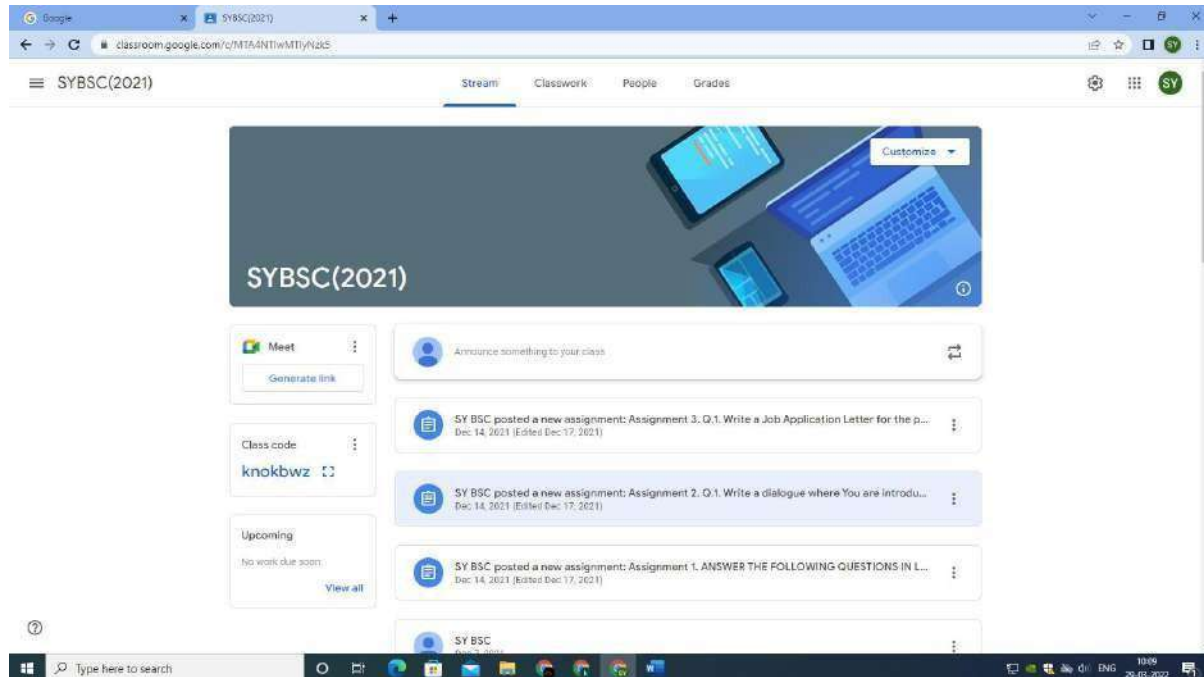 Google
SYBSC(2021)
classroom.google.com/c/MTA4NTIwMTIyNzk5
SY
SYBSC(2021)
Stream
Classwork
People
Grades
SY
Customize
SYBSC(2021)
Meet
Generate link
Class code
knokbwz
Upcoming
No work due soon
View all
Announce something to your class
SY BSC posted a new assignment: Assignment 3. Q.1. Write a Job Application Letter for the p...
Dec 14, 2021 (Edited Dec 17, 2021)
SY BSC posted a new assignment: Assignment 2. Q.1. Write a dialogue where You are introdu...
Dec 14, 2021 (Edited Dec 17, 2021)
SY BSC posted a new assignment: Assignment 1. ANSWER THE FOLLOWING QUESTIONS IN L...
Dec 14, 2021 (Edited Dec 17, 2021)
SY BSC
Type here to search
ENG
10:09
29-03-2022